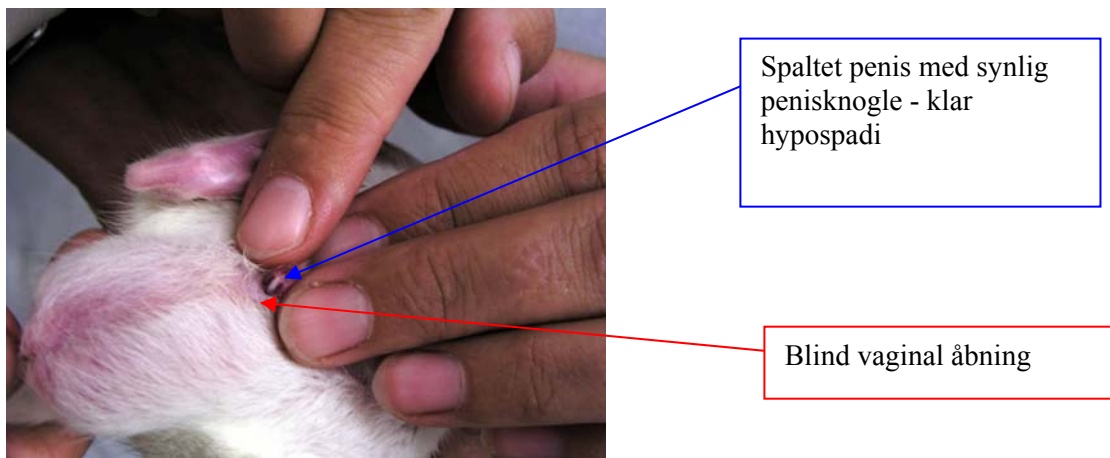 Spaltet penis med synlig
penisknogle - klar
hypospadi
Blind vaginal åbning